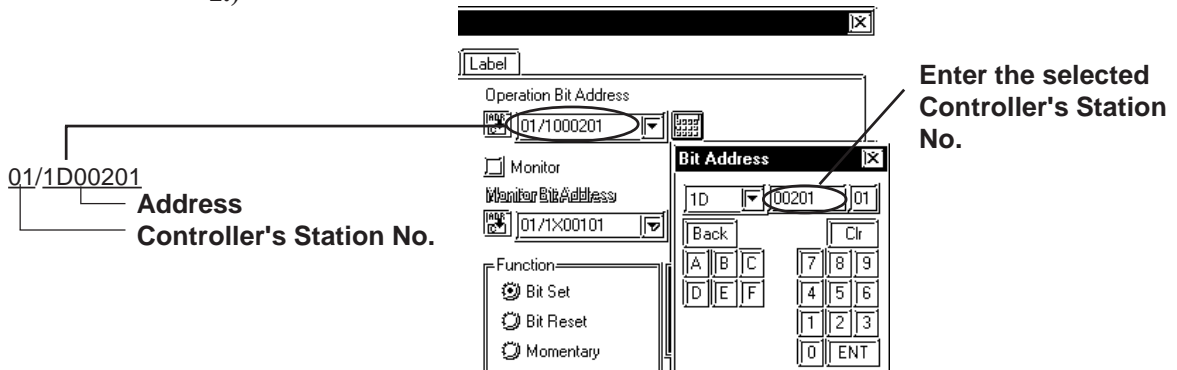 Label
Operation Bit Address
01/1000201
Enter the selected
Controller's Station
No.
01/1D00201
Address
Controller's Station No.
Monitor
Monitor Bit Address
01/1X00101
Bit Address
1D 00201 01
Back Clr
A B C 7 8 9
D E F 4 5 6
1 2 3
0 ENT
Function
Bit Set
Bit Reset
Momentary